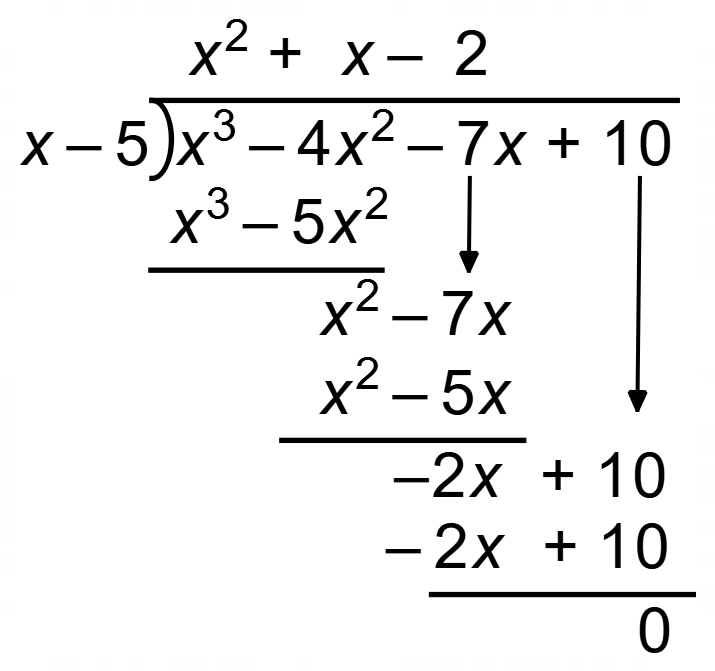 x² + x – 2
x – 5)x³ – 4x² – 7x + 10
x³ – 5x²
x² – 7x
x² – 5x
–2x + 10
–2x + 10
0